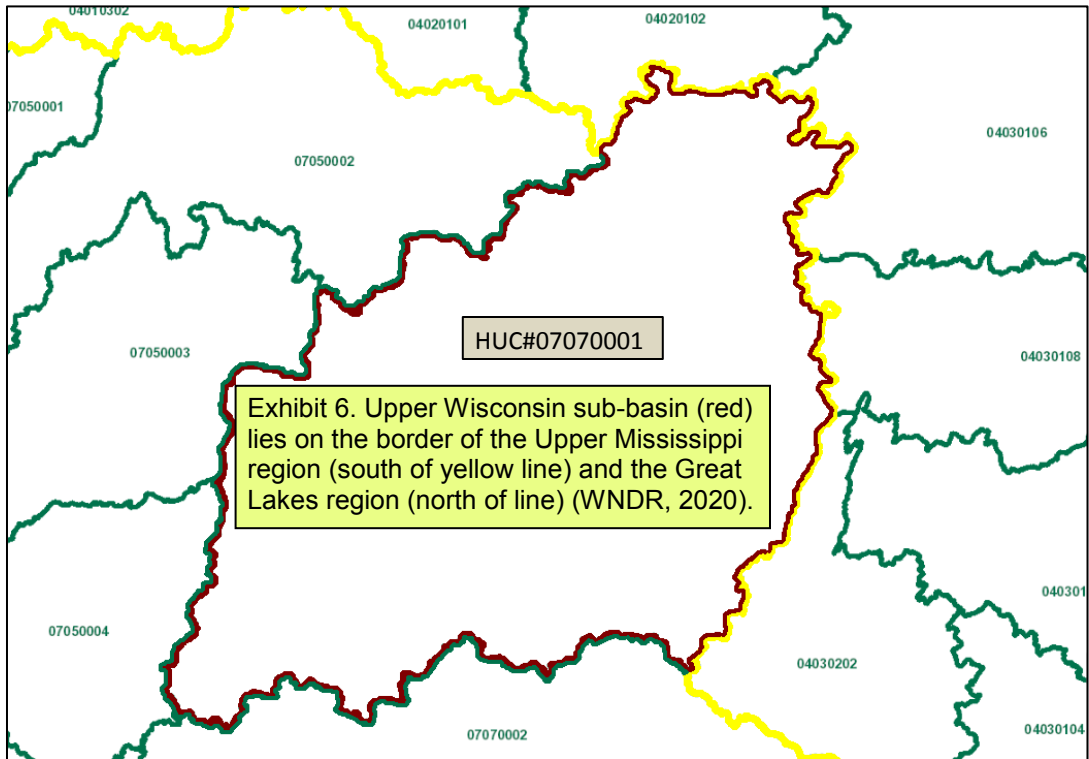 04010302
04020101
04020102
07050001
04030106
07050002
07050003
HUC#07070001
04030108
Exhibit 6. Upper Wisconsin sub-basin (red)
lies on the border of the Upper Mississippi
region (south of yellow line) and the Great
Lakes region (north of line) (WNDR, 2020).
040301
07050004
04030202
04030104
07070002